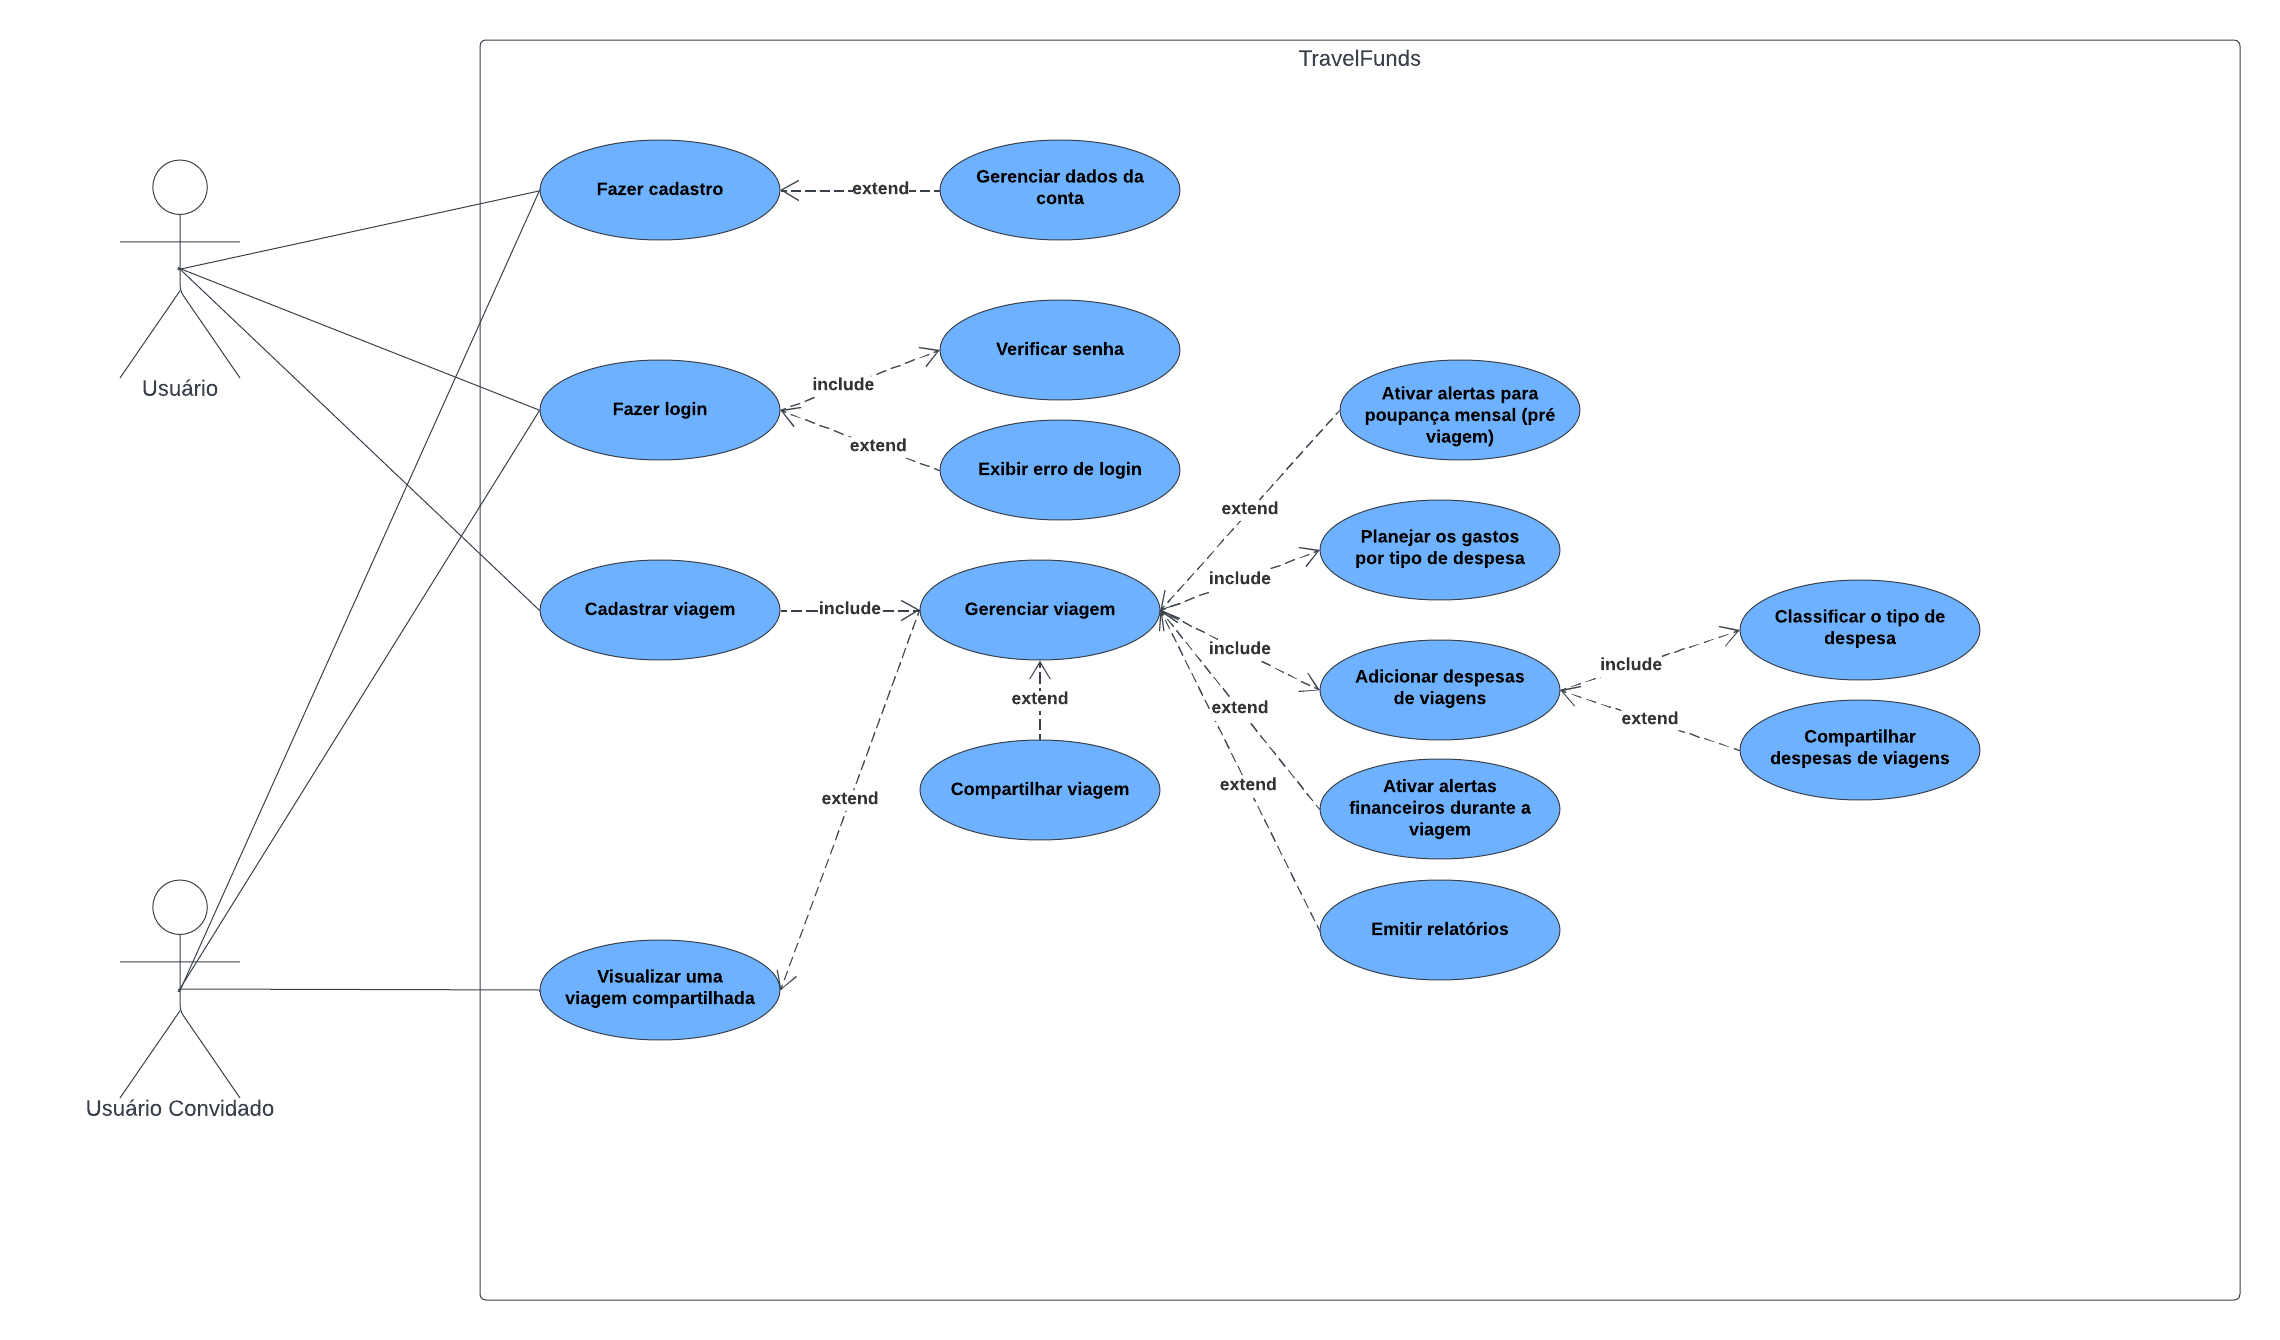 TravelFunds
Fazer cadastro
extend
Gerenciar dados da
conta
Usuário
Fazer login
include
Verificar senha
extend
Exibir erro de login
Cadastrar viagem
include
Gerenciar viagem
extend
Ativar alertas para
poupança mensal (pré
viagem)
include
Planejar os gastos
por tipo de despesa
include
Adicionar despesas
de viagens
include
Classificar o tipo de
despesa
extend
Compartilhar
despesas de viagens
extend
Ativar alertas
financeiros durante a
viagem
extend
Emitir relatórios
extend
Compartilhar viagem
extend
Visualizar uma
viagem compartilhada
Usuário Convidado